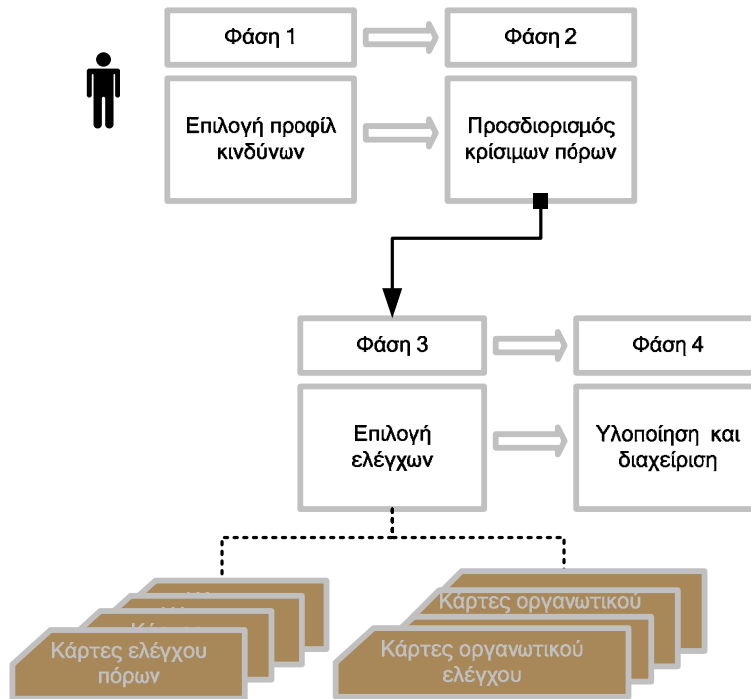 Φάση 1
Φάση 2
Επιλογή προφίλ
κινδύνων
Προσδιορισμός
κρίσιμων πόρων
Φάση 3
Φάση 4
Επιλογή
ελέγχων
Υλοποίηση και
διαχείριση
Κάρτες οργανωτικού
Κάρτες ελέγχου
πόρων
Κάρτες οργανωτικού
ελέγχου